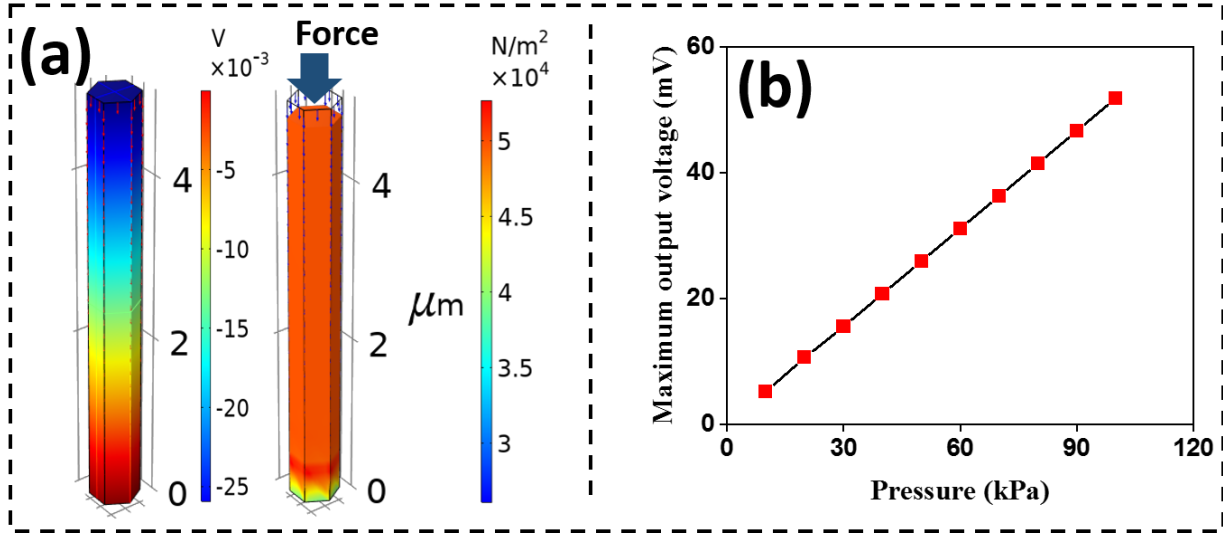 (a)
V
×10⁻³
-5
-10
-15
-20
-25
4
2
0
Force
N/m²
×10⁴
5
4.5
4
3.5
3
4
2
0
μm
(b)
Maximum output voltage (mV)
60
40
20
0
0 30 60 90 120
Pressure (kPa)